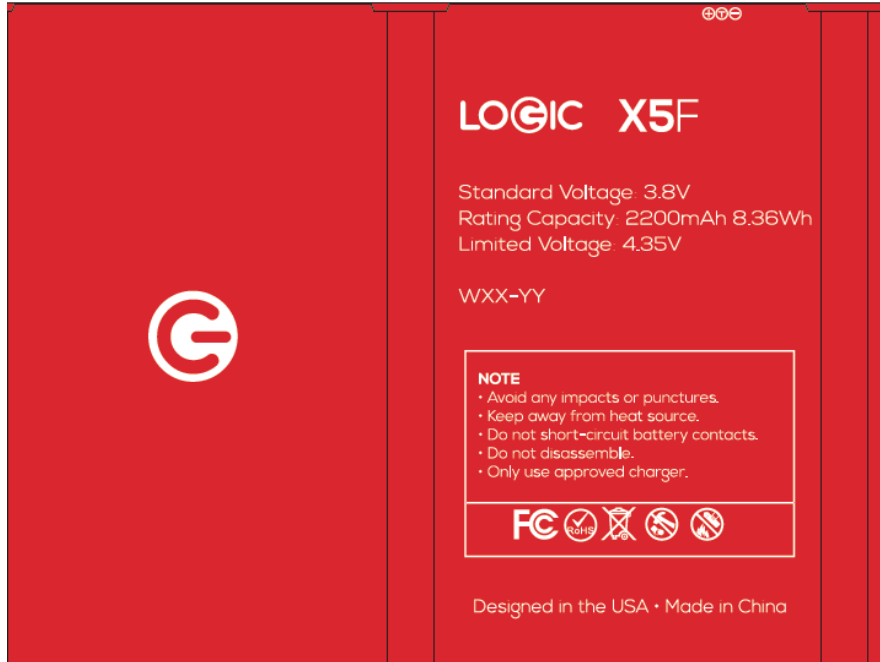 LOGIC X5F
Standard Voltage: 3.8V
Rating Capacity: 2200mAh 8.36Wh
Limited Voltage: 4.35V
WXX-YY
NOTE
• Avoid any impacts or punctures.
• Keep away from heat source.
• Do not short-circuit battery contacts.
• Do not disassemble.
• Only use approved charger.
FC RoHS
Designed in the USA • Made in China